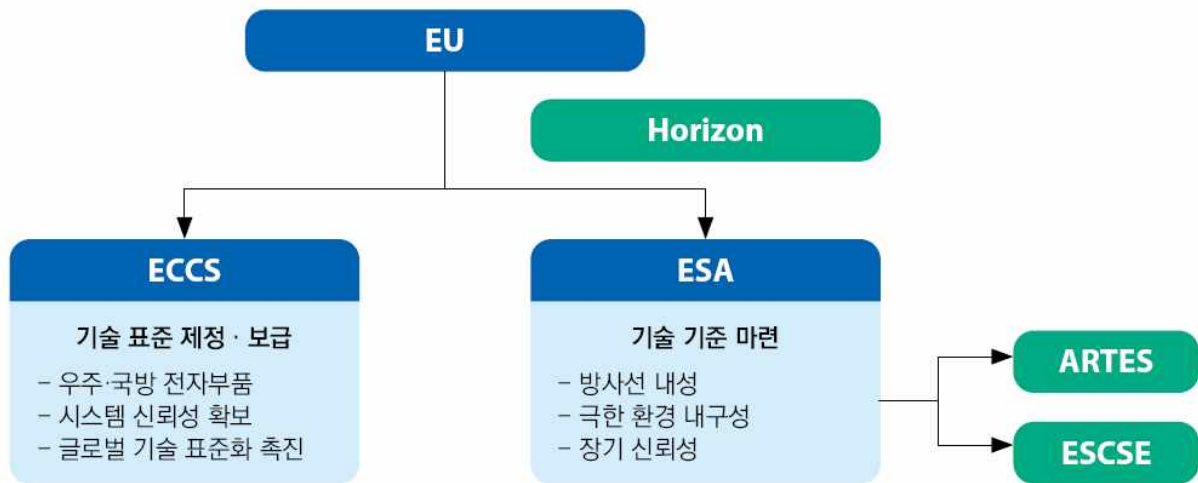 EU
Horizon
ECCS
기술 표준 제정 · 보급
– 우주·국방 전자부품
– 시스템 신뢰성 확보
– 글로벌 기술 표준화 촉진
ESA
기술 기준 마련
– 방사선 내성
– 극한 환경 내구성
– 장기 신뢰성
ARTES
ESCSE